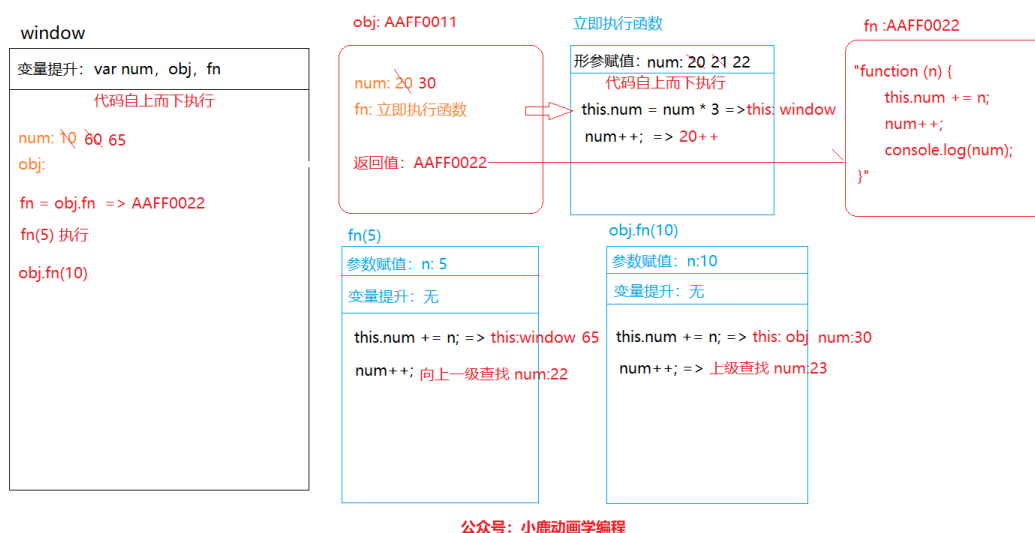 window
变量提升：var num，obj，fn
代码自上而下执行
num: 10 60 65
obj:
fn = obj.fn => AAFF0022
fn(5) 执行
obj.fn(10)
obj: AAFF0011
num: 20 30
fn: 立即执行函数
返回值：AAFF0022
立即执行函数
形参赋值：num: 20 21 22
代码自上而下执行
this.num = num * 3 =>this: window
num++; => 20++
fn :AAFF0022
"function (n) {
this.num += n;
num++;
console.log(num);
}"
fn(5)
参数赋值：n: 5
变量提升：无
this.num += n; => this:window 65
num++; 向上一级查找 num:22
obj.fn(10)
参数赋值：n:10
变量提升：无
this.num += n; => this: obj num:30
num++; => 上级查找 num:23
公众号：小鹿动画学编程